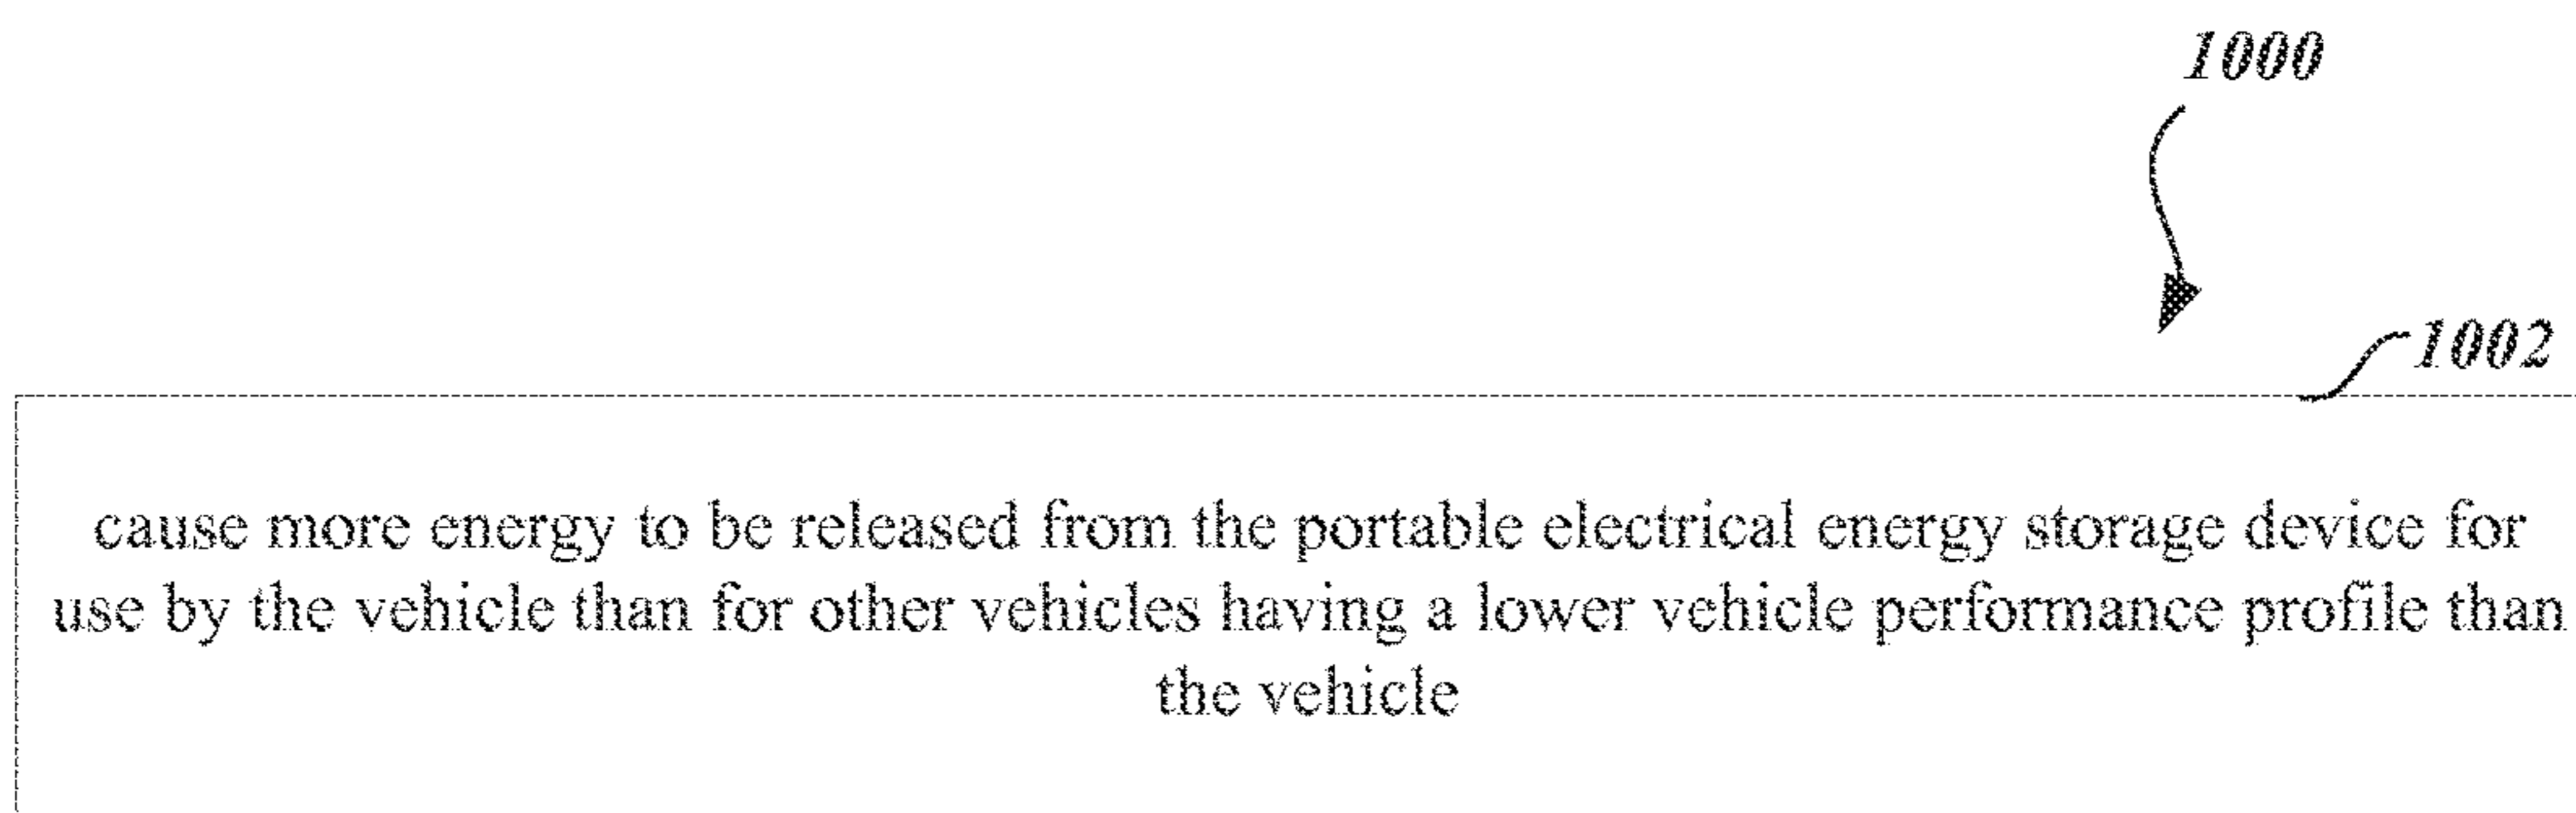 1000
1002
cause more energy to be released from the portable electrical energy storage device for
use by the vehicle than for other vehicles having a lower vehicle performance profile than
the vehicle